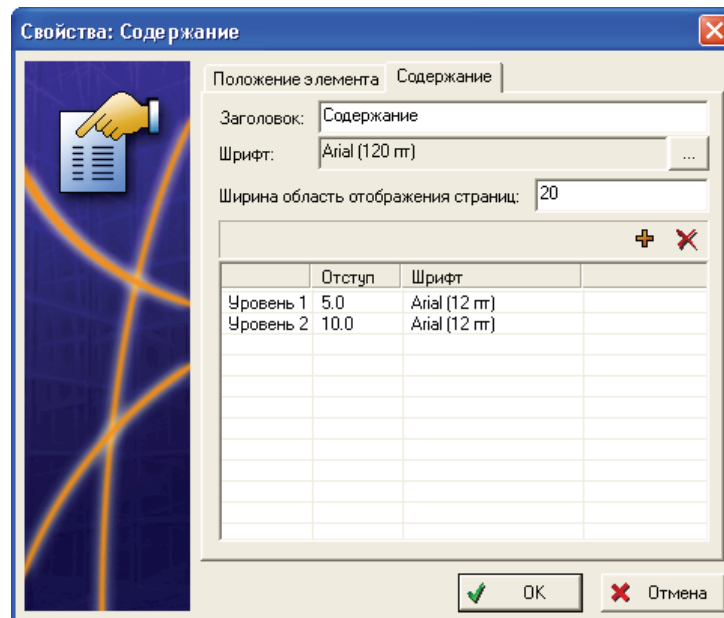 Свойства: Содержание
Положение элемента Содержание
Заголовок: Содержание
Шрифт: Arial (120 пт) ...
Ширина область отображения страниц: 20
Отступ Шрифт
Уровень 1 5.0 Arial (12 пт)
Уровень 2 10.0 Arial (12 пт)
OK Отмена